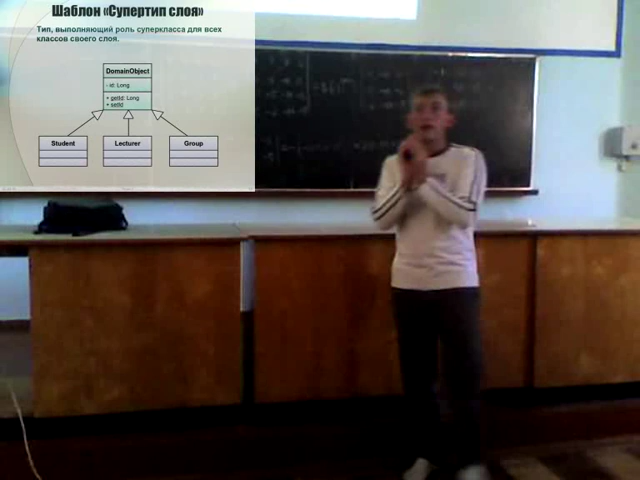 Шаблон «Супертип слоя»
Тип, выполняющий роль суперкласса для всех
классов своего слоя.
DomainObject
- id: Long
+ getId: Long
+ setId
Student
Lecturer
Group